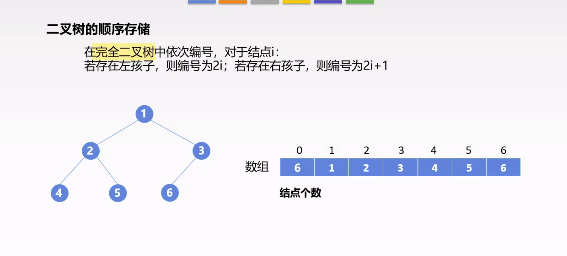 二叉树的顺序存储
在完全二叉树中依次编号，对于结点i：
若存在左孩子，则编号为2i；若存在右孩子，则编号为2i+1
1
2 3
4 5 6
0 1 2 3 4 5 6
数组 6 1 2 3 4 5 6
结点个数